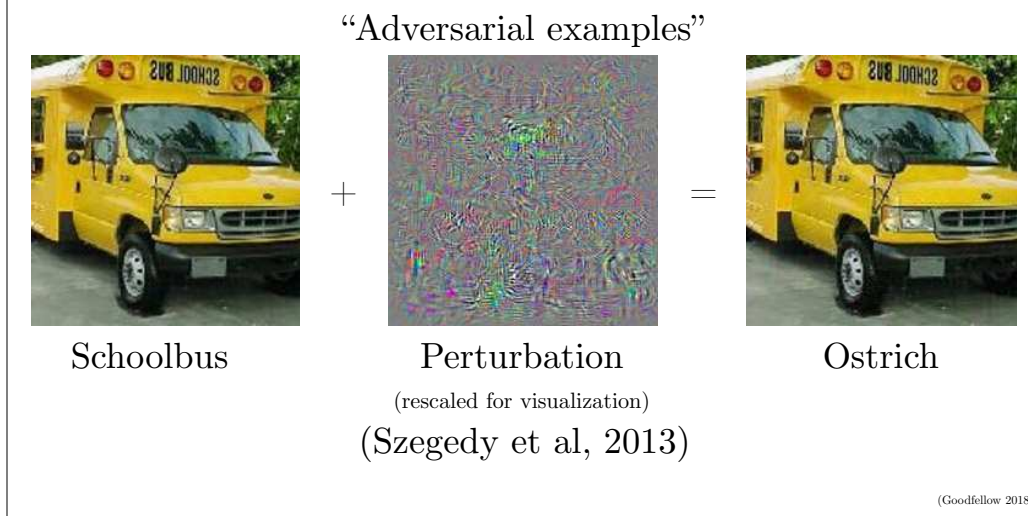 “Adversarial examples”
SCHOOL BUS
SCHOOL BUS
+
=
Schoolbus
Perturbation
Ostrich
(rescaled for visualization)
(Szegedy et al, 2013)
(Goodfellow 2018